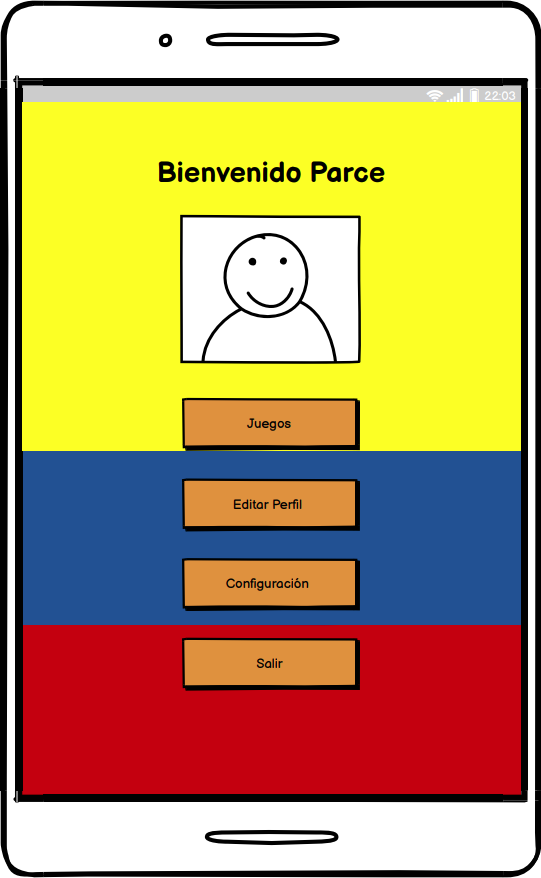 22:03
Bienvenido Parce
Juegos
Editar Perfil
Configuración
Salir